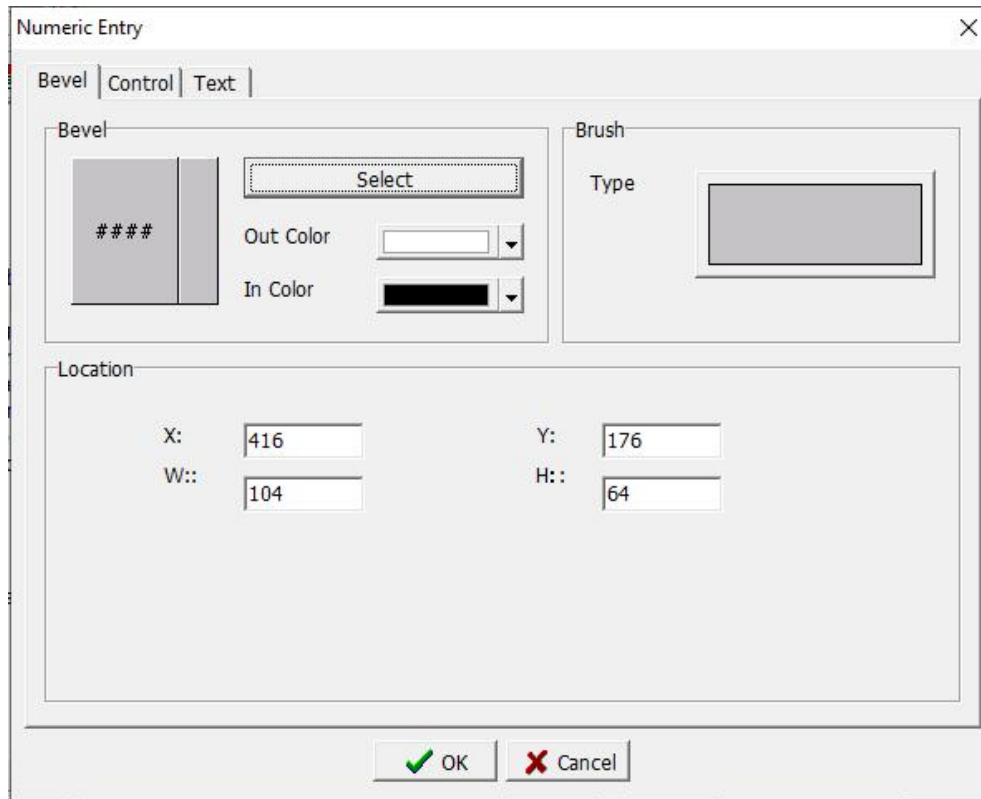 Numeric Entry
Bevel Control Text
Bevel
####
Select
Out Color
In Color
Brush
Type
Location
X: 416 Y: 176
W:: 104 H:: 64
OK Cancel